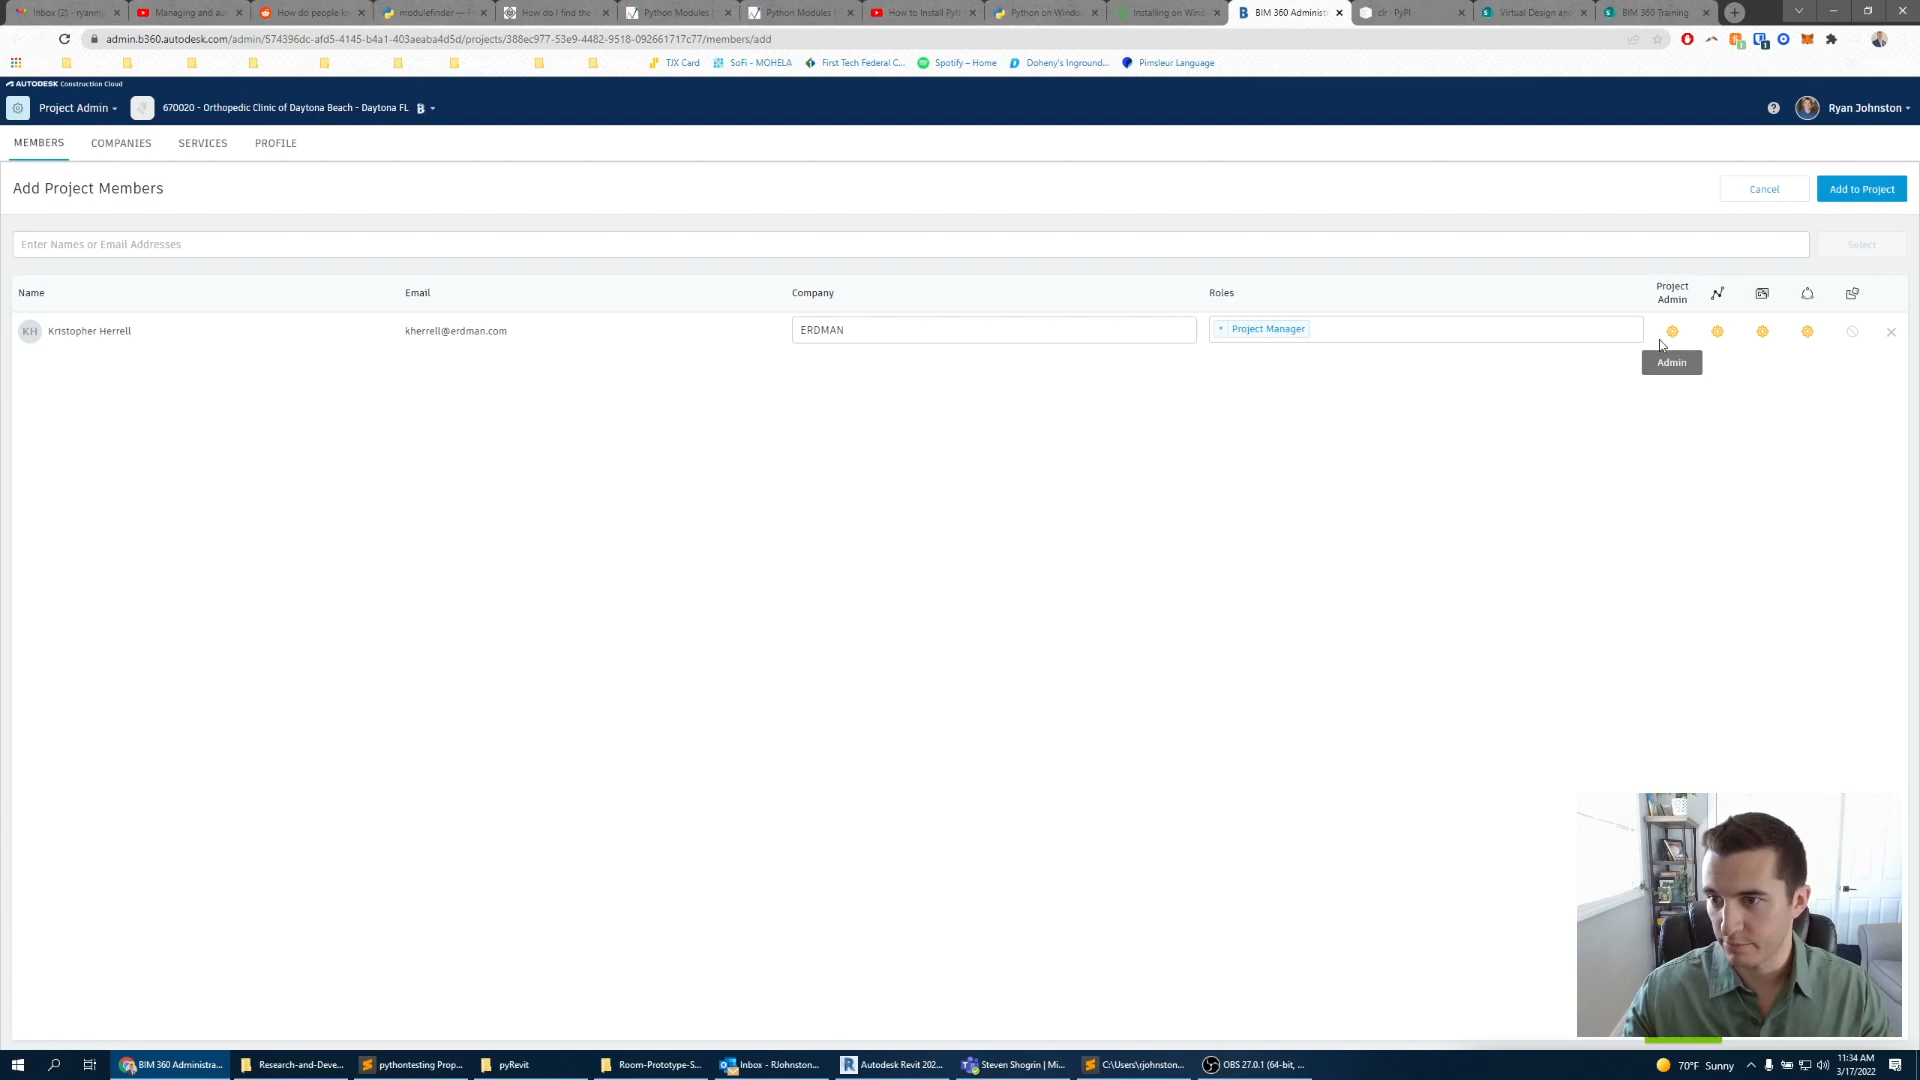 Inbox (2) - ryanm
Managing and au
How do people k
modulefinder — F
How do I find the
Python Modules
Python Modules
How to Install Pyt
Python on Windo
Installing on Win
BIM 360 Administ
clr · PyPI
Virtual Design an
BIM 360 Training
admin.b360.autodesk.com/admin/574396dc-afd5-4145-b4a1-403aeaba4d5d/projects/388ec977-53e9-4482-9518-092661717c77/members/add
TJX Card
SoFi - MOHELA
First Tech Federal C...
Spotify – Home
Doheny's Inground...
Pimsleur Language
AUTODESK Construction Cloud
Project Admin
670020 - Orthopedic Clinic of Daytona Beach - Daytona FL
Ryan Johnston
MEMBERS
COMPANIES
SERVICES
PROFILE
Add Project Members
Cancel
Add to Project
Enter Names or Email Addresses
Select
Name
Email
Company
Roles
Project
Admin
KH
Kristopher Herrell
kherrell@erdman.com
ERDMAN
Project Manager
Admin
BIM 360 Administra...
Research-and-Deve...
pythontesting Prop...
pyRevit
Room-Prototype-S...
Inbox - RJohnston...
Autodesk Revit 202...
Steven Shogrin | Mi...
C:\Users\rjohnston...
OBS 27.0.1 (64-bit, ...
70°F Sunny
11:34 AM
3/17/2022